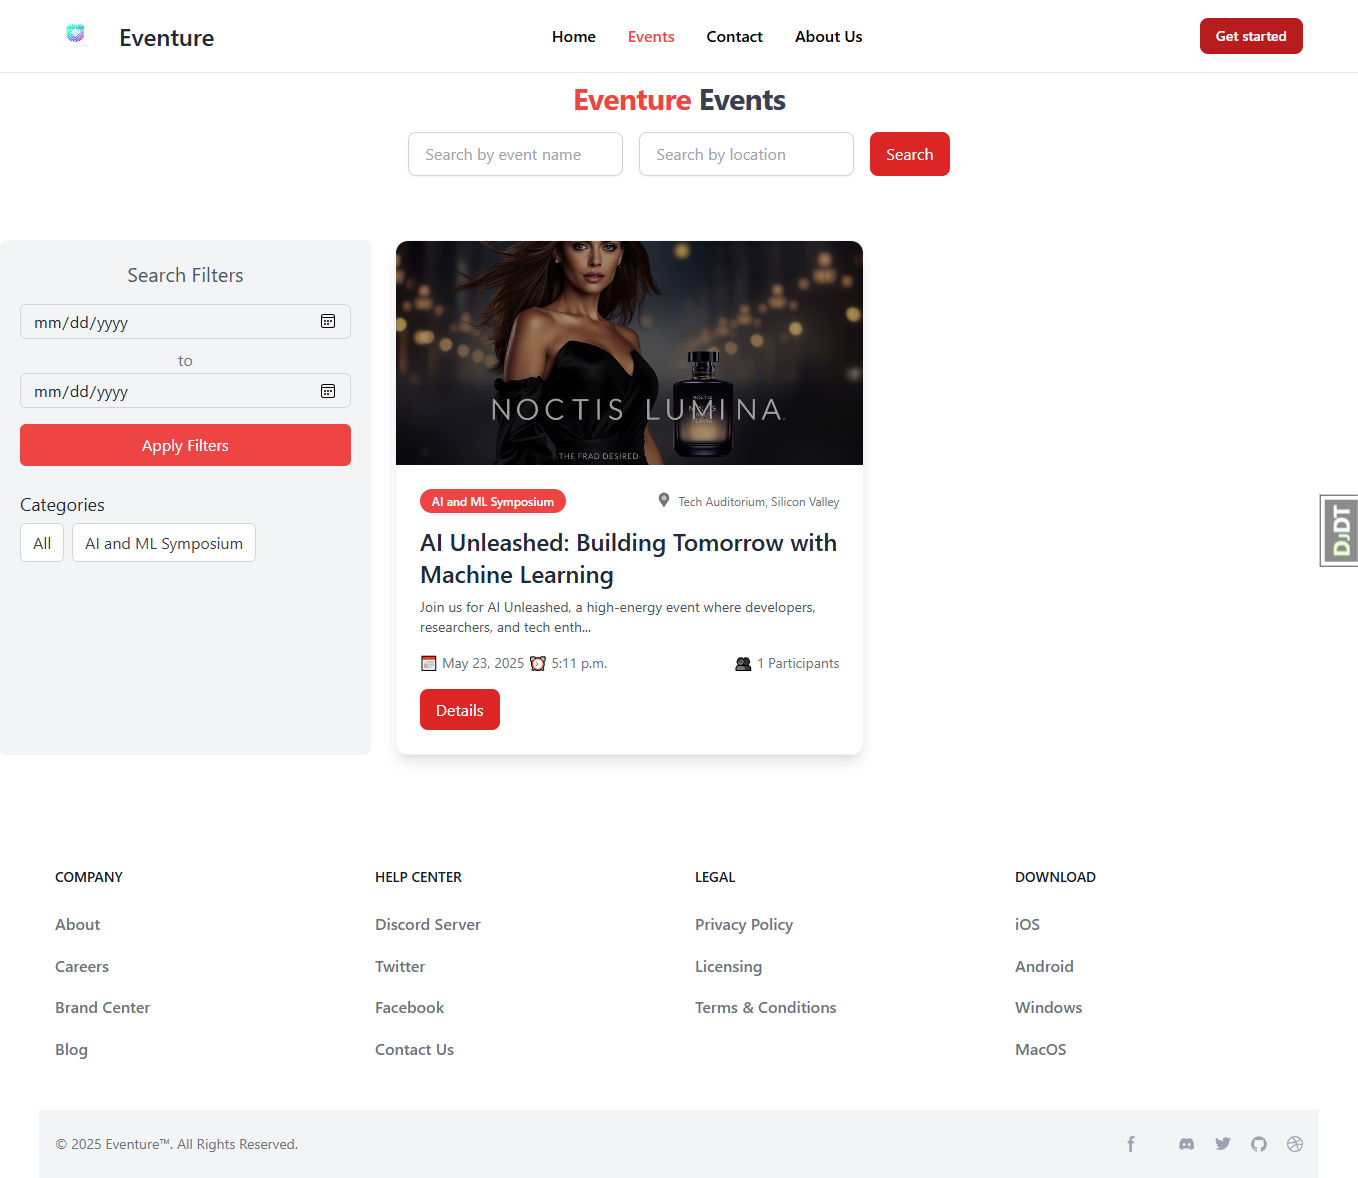 Eventure
Home
Events
Contact
About Us
Get started
Eventure Events
Search by event name
Search by location
Search
Search Filters
mm/dd/yyyy
to
mm/dd/yyyy
Apply Filters
Categories
All
AI and ML Symposium
NOCTIS LUMINA
NOCTIS
THE FRAD DESIRED
AI and ML Symposium
Tech Auditorium, Silicon Valley
AI Unleashed: Building Tomorrow with
Machine Learning
Join us for AI Unleashed, a high-energy event where developers,
researchers, and tech enth...
May 23, 2025
5:11 p.m.
1 Participants
Details
DJDT
COMPANY
About
Careers
Brand Center
Blog
HELP CENTER
Discord Server
Twitter
Facebook
Contact Us
LEGAL
Privacy Policy
Licensing
Terms & Conditions
DOWNLOAD
iOS
Android
Windows
MacOS
© 2025 Eventure™. All Rights Reserved.